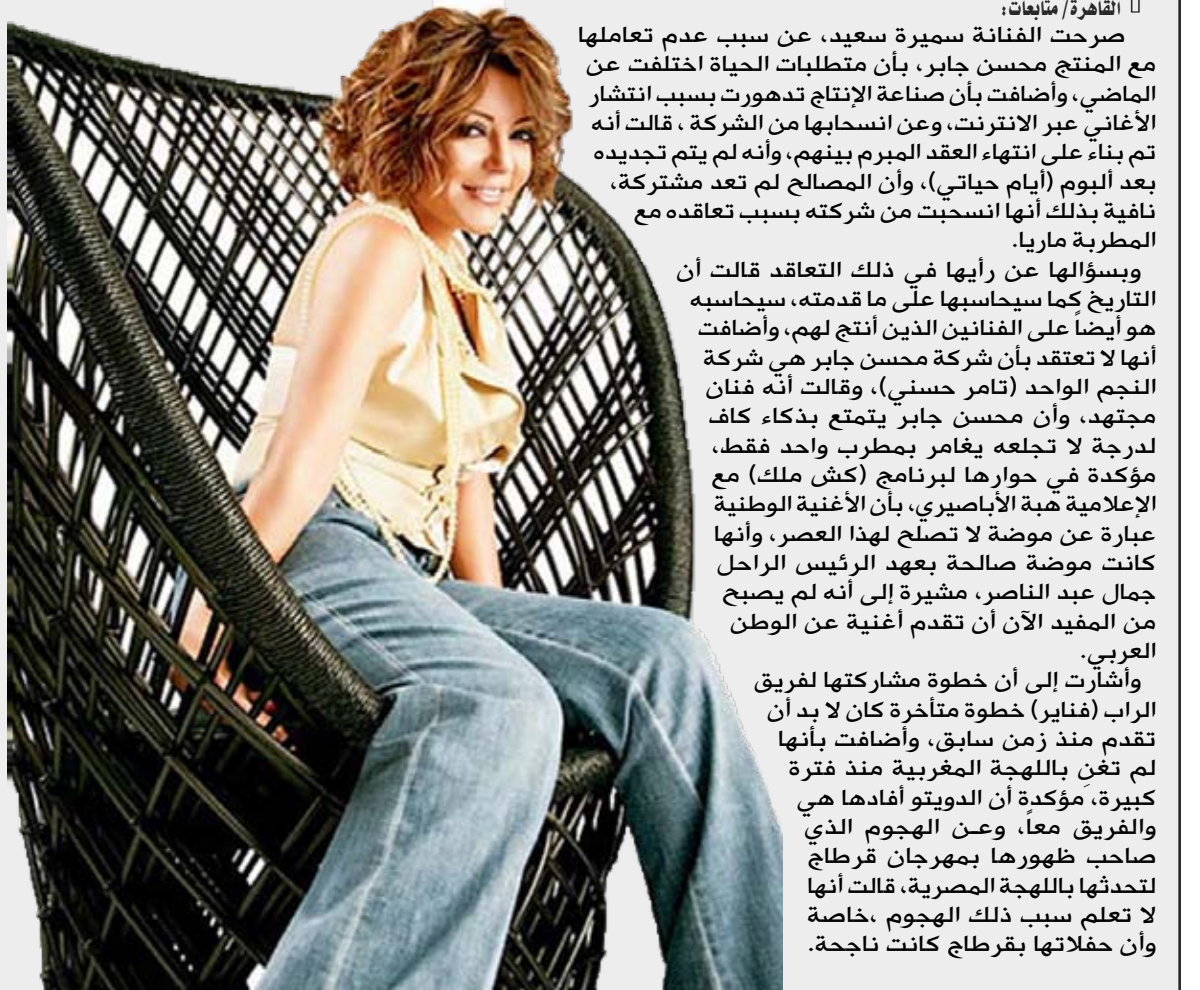 القاهرة/ متابعات:
صرحت الفنانة سميرة سعيد، عن سبب عدم تعاملها
مع المنتج محسن جابر، بأن متطلبات الحياة اختلفت عن
الماضي، وأضافت بأن صناعة الإنتاج تدهورت بسبب انتشار
الأغاني عبر الانترنت، وعن انسحابها من الشركة ، قالت أنه
تم بناء على انتهاء العقد المبرم بينهم، وأنه لم يتم تجديده
بعد ألبوم (أيام حياتي)، وأن المصالح لم تعد مشتركة،
نافية بذلك أنها انسحبت من شركته بسبب تعاقده مع
المطربة ماريا.
وبسؤالها عن رأيها في ذلك التعاقد قالت أن
التاريخ كما سيحاسبها على ما قدمته، سيحاسبه
هو أيضاً على الفنانين الذين أنتج لهم، وأضافت
أنها لا تعتقد بأن شركة محسن جابر هي شركة
النجم الواحد (تامر حسني)، وقالت أنه فنان
مجتهد، وأن محسن جابر يتمتع بذكاء كاف
لدرجة لا تجلعه يغامر بمطرب واحد فقط،
مؤكدة في حوارها لبرنامج (كش ملك) مع
الإعلامية هبة الأباصيري، بأن الأغنية الوطنية
عبارة عن موضة لا تصلح لهذا العصر، وأنها
كانت موضة صالحة بعهد الرئيس الراحل
جمال عبد الناصر، مشيرة إلى أنه لم يصبح
من المفيد الآن أن تقدم أغنية عن الوطن
العربي.
وأشارت إلى أن خطوة مشاركتها لفريق
الراب (فناير) خطوة متأخرة كان لا بد أن
تقدم منذ زمن سابق، وأضافت بأنها
لم تغنِ باللهجة المغربية منذ فترة
كبيرة، مؤكدة أن الدويتو أفادها هي
والفريق معاً، وعـن الهجوم الذي
صاحب ظهورها بمهرجان قرطاج
لتحدثها باللهجة المصرية، قالت أنها
لا تعلم سبب ذلك الهجوم ،خاصة
وأن حفلاتها بقرطاج كانت ناجحة.